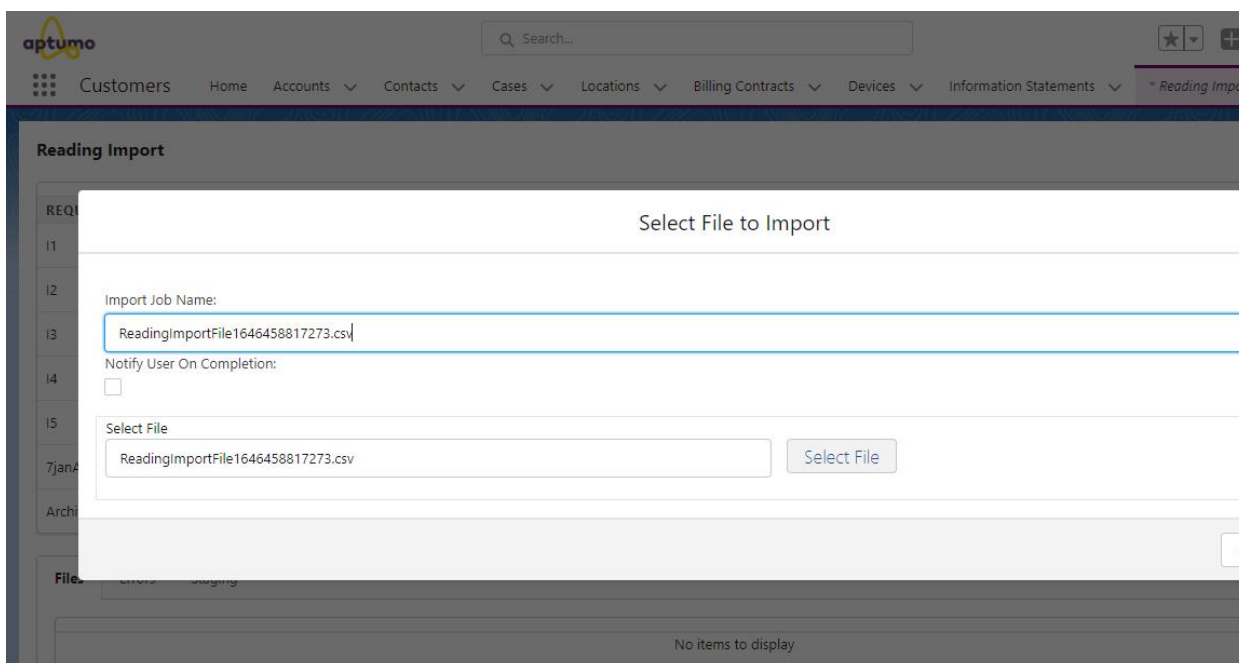 aptumo
Search...
Customers Home Accounts Contacts Cases Locations Billing Contracts Devices Information Statements * Reading Impo
Reading Import
REQU
Select File to Import
I1
I2
Import Job Name:
I3
ReadingImportFile1646458817273.csv
Notify User On Completion:
I4
I5
Select File
ReadingImportFile1646458817273.csv Select File
7janA
Archi
Files Errors Staging
No items to display